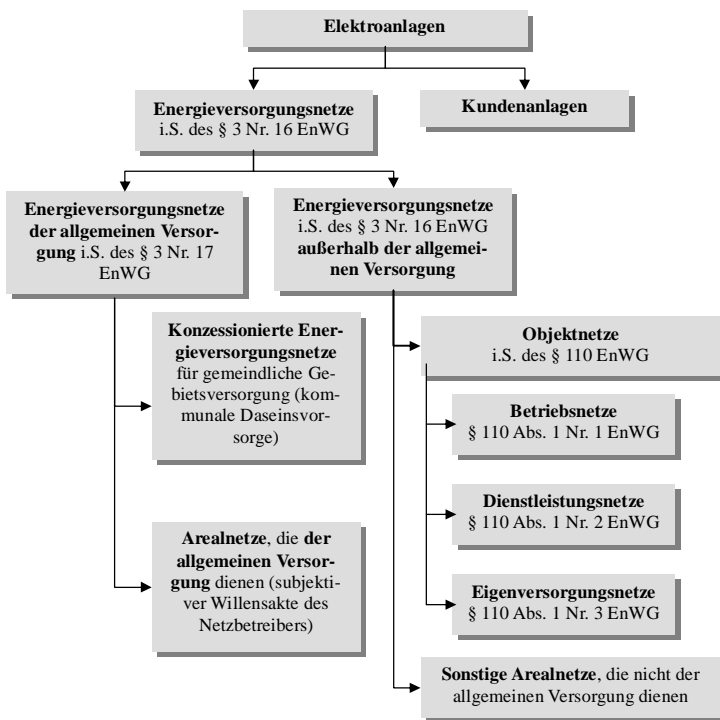 Elektroanlagen
Energieversorgungsnetze
i.S. des § 3 Nr. 16 EnWG
Kundenanlagen
Energieversorgungsnetze
der allgemeinen Versor-
gung i.S. des § 3 Nr. 17
EnWG
Energieversorgungsnetze
i.S. des § 3 Nr. 16 EnWG
außerhalb der allgemei-
nen Versorgung
Konzessionierte Ener-
gieversorgungsnetze
für gemeindliche Ge-
bietsversorgung (kom-
munale Daseinsvor-
sorge)
Arealnetze, die der
allgemeinen Versor-
gung dienen (subjekti-
ver Willensakte des
Netzbetreibers)
Objektnetze
i.S. des § 110 EnWG
Betriebsnetze
§ 110 Abs. 1 Nr. 1 EnWG
Dienstleistungsnetze
§ 110 Abs. 1 Nr. 2 EnWG
Eigenversorgungsnetze
§ 110 Abs. 1 Nr. 3 EnWG
Sonstige Arealnetze, die nicht der
allgemeinen Versorgung dienen